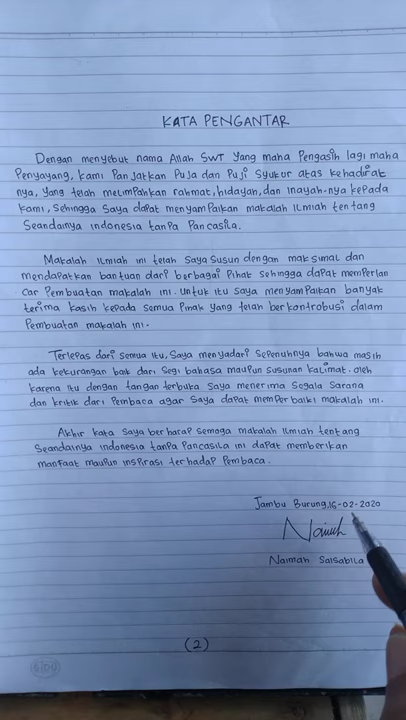 KATA PENGANTAR
Dengan menyebut nama Allah SWT yang maha Pengasih lagi maha
Penyayang, kami Panjatkan Puja dan Puji Syukur atas kehadirat
nya, yang telah melimpahkan rahmat, hidayah, dan inayah-nya kepada
kami, sehingga saya dapat menyampaikan makalah ilmiah tentang
Seandainya indonesia tanpa Pancasila.
Makalah ilmiah ini telah saya susun dengan maksimal dan
mendapatkan bantuan dari berbagai Pihak sehingga dapat memperlan
car Pembuatan makalah ini. untuk itu saya menyampaikan banyak
terima kasih kepada semua Pihak yang telah berkontrobusi dalam
Pembuatan makalah ini.
Terlepas dari semua itu, saya menyadari sepenuhnya bahwa masih
ada kekurangan baik dari segi bahasa maupun susunan kalimat. oleh
karena itu dengan tangan terbuka saya menerima segala sarana
dan kritik dari Pembaca agar saya dapat memperbaiki makalah ini.
Akhir kata saya berharap semoga makalah ilmiah tentang
Seandainya indonesia tanpa Pancasila ini dapat memberikan
manfaat maupun inspirasi terhadap Pembaca.
Jambu Burung, 16-02-2020
Naimah
Naimah Salsabila
(2)
SIDU